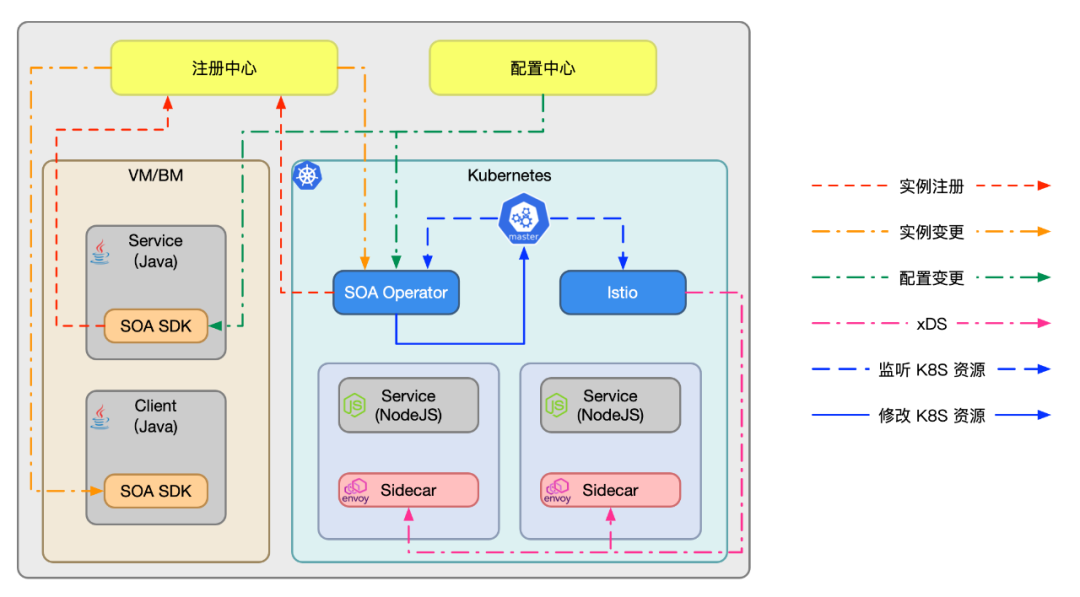 注册中心
配置中心
VM/BM
Kubernetes
master
Service
(Java)
SOA SDK
SOA Operator
Istio
Client
(Java)
SOA SDK
JS
Service
(NodeJS)
JS
Service
(NodeJS)
envoy
Sidecar
envoy
Sidecar
实例注册
实例变更
配置变更
xDS
监听 K8S 资源
修改 K8S 资源